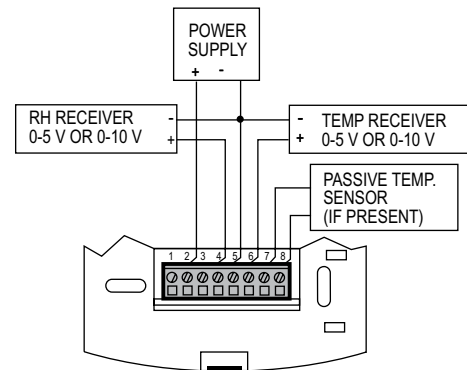 POWER
SUPPLY
+ -
RH RECEIVER -
0-5 V OR 0-10 V +
- TEMP RECEIVER
+ 0-5 V OR 0-10 V
PASSIVE TEMP.
SENSOR
(IF PRESENT)
1 2 3 4 5 6 7 8